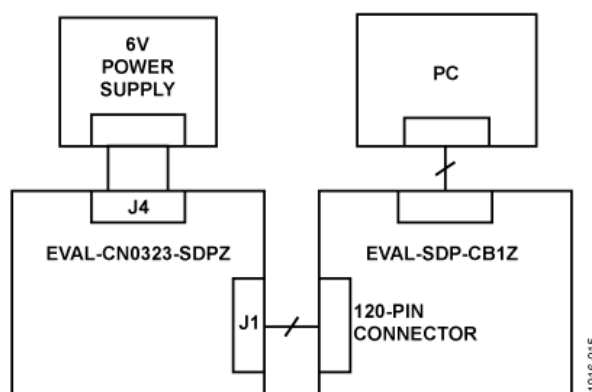 6V
POWER
SUPPLY
PC
J4
EVAL-CN0323-SDPZ
EVAL-SDP-CB1Z
J1
120-PIN
CONNECTOR